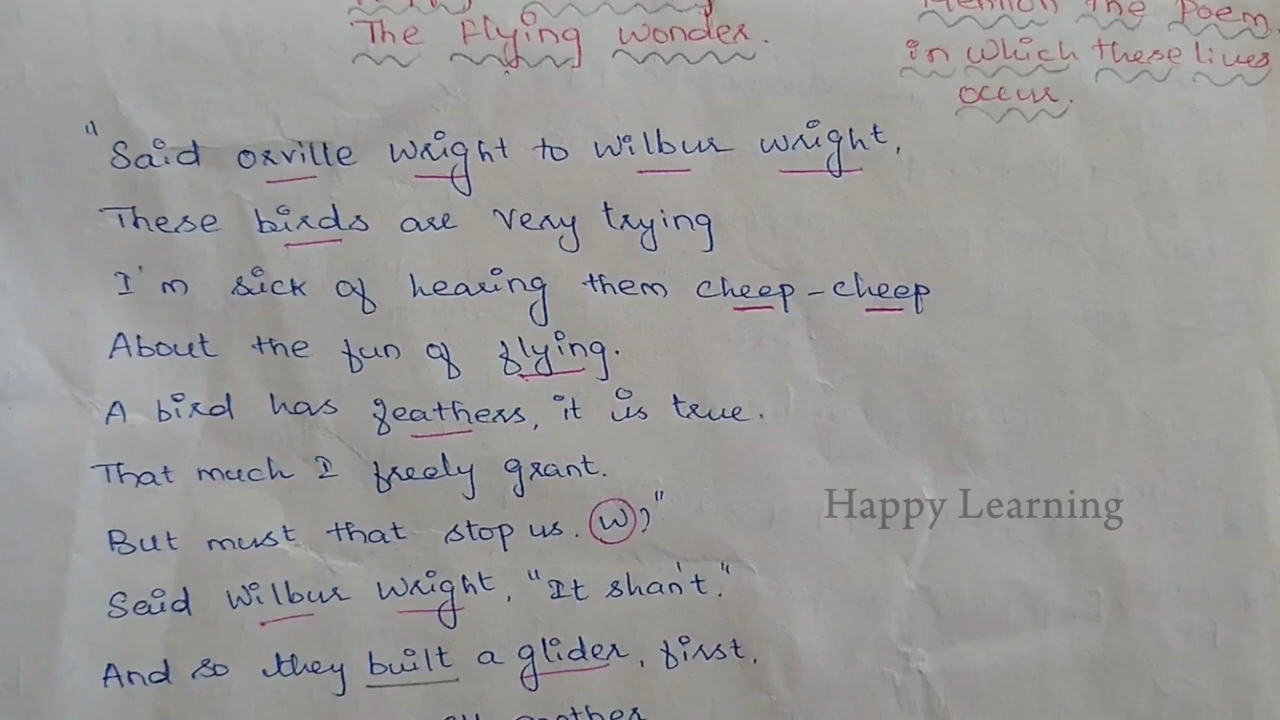 The Flying wonder.
Mention the Poem
in which these lives
occur.
"Said orville wright to wilbur wright,
These birds are very trying
I'm sick of hearing them cheep-cheep
About the fun of flying.
A bird has feathers, it is true.
That much I freely grant.
But must that stop us. W?"
Happy Learning
Said Wilbur Wright, "It shan't."
And so they built a glider, first,
another